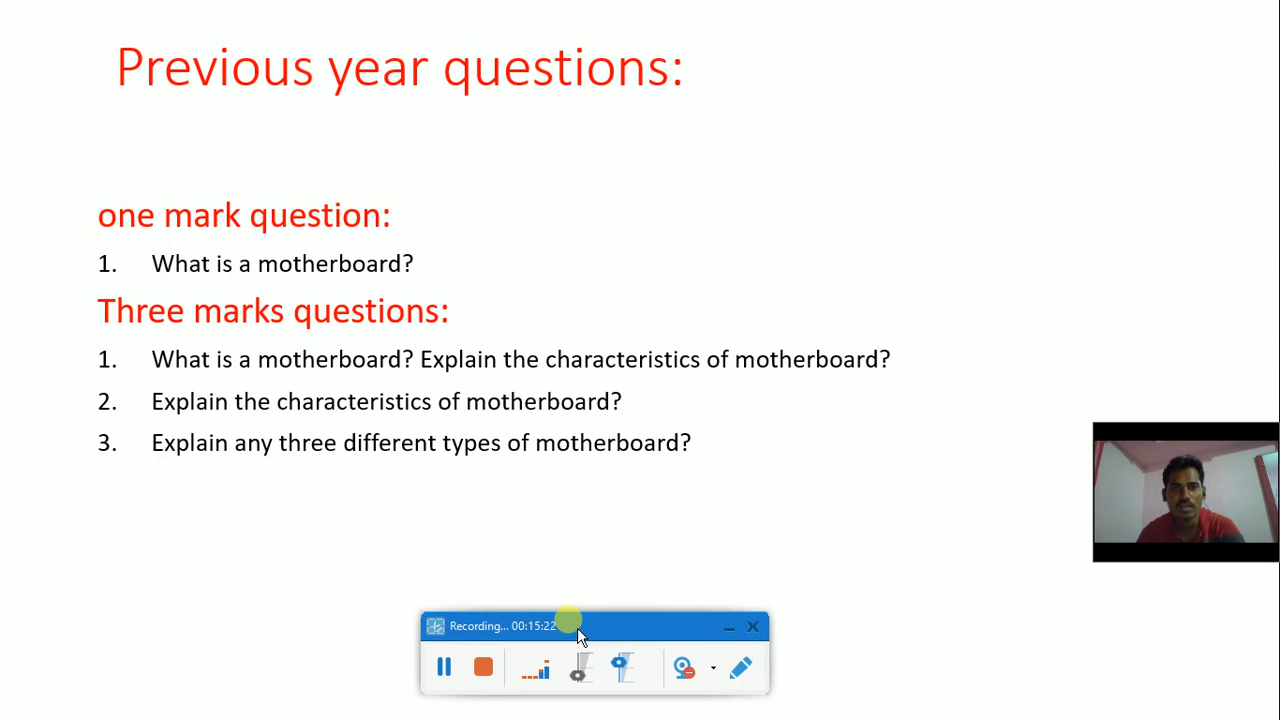 Previous year questions:
one mark question:
1. What is a motherboard?
Three marks questions:
1. What is a motherboard? Explain the characteristics of motherboard?
2. Explain the characteristics of motherboard?
3. Explain any three different types of motherboard?
Recording... 00:15:22